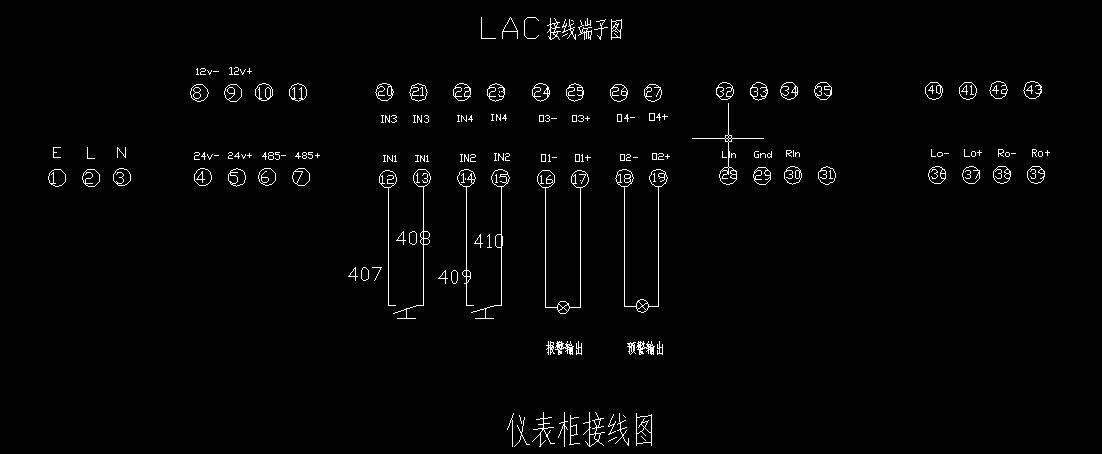 LAC 接线端子图
12v- 12v+
8 9 10 11 20 21 22 23 24 25 26 27 32 33 34 35 40 41 42 43
IN3 IN3 IN4 IN4 O3- O3+ O4- O4+
E L N 24v- 24v+ 485- 485+ IN1 IN1 IN2 IN2 O1- O1+ O2- O2+ LIn Gnd RIn Lo- Lo+ Ro- Ro+
1 2 3 4 5 6 7 12 13 14 15 16 17 18 19 28 29 30 31 36 37 38 39
408 410
407 409
报警输出 预警输出
仪表柜接线图